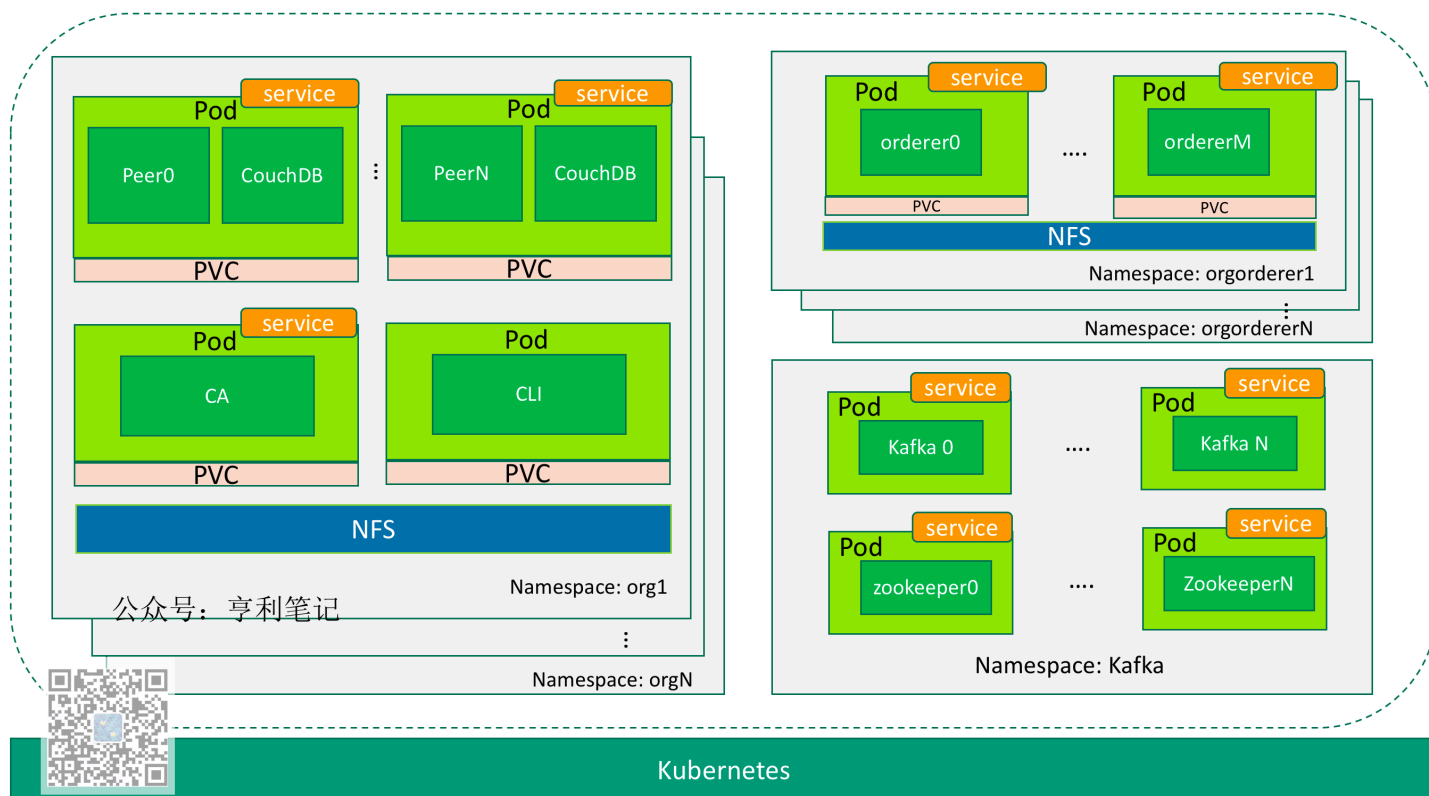 service
Pod
Peer0
CouchDB
PVC
⋮
service
Pod
PeerN
CouchDB
PVC
service
Pod
CA
PVC
Pod
CLI
PVC
NFS
Namespace: org1
公众号：亨利笔记
⋮
Namespace: orgN
service
Pod
orderer0
PVC
....
service
Pod
ordererM
PVC
NFS
Namespace: orgorderer1
⋮
Namespace: orgordererN
service
Pod
Kafka 0
....
service
Pod
Kafka N
service
Pod
zookeeper0
....
service
Pod
ZookeeperN
Namespace: Kafka
Kubernetes